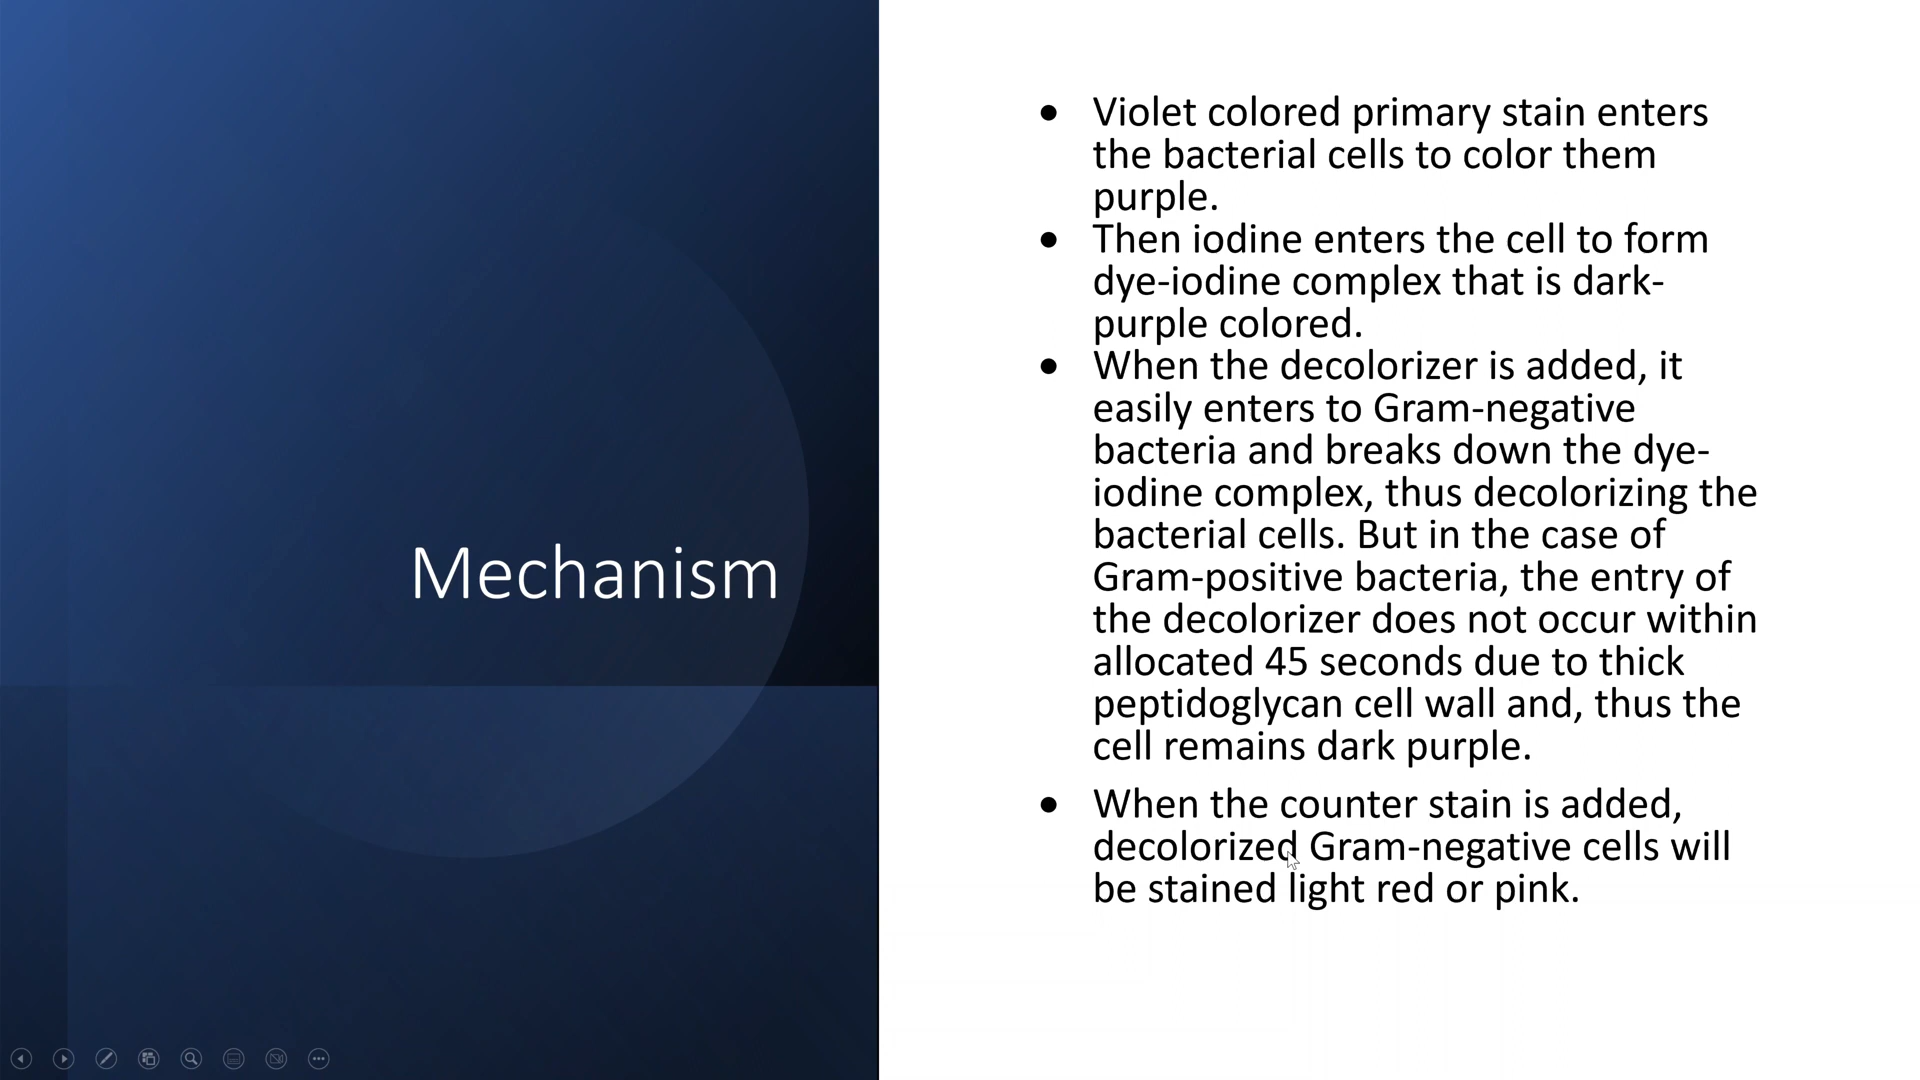 Mechanism
• Violet colored primary stain enters
the bacterial cells to color them
purple.
• Then iodine enters the cell to form
dye-iodine complex that is dark-
purple colored.
• When the decolorizer is added, it
easily enters to Gram-negative
bacteria and breaks down the dye-
iodine complex, thus decolorizing the
bacterial cells. But in the case of
Gram-positive bacteria, the entry of
the decolorizer does not occur within
allocated 45 seconds due to thick
peptidoglycan cell wall and, thus the
cell remains dark purple.
• When the counter stain is added,
decolorized Gram-negative cells will
be stained light red or pink.